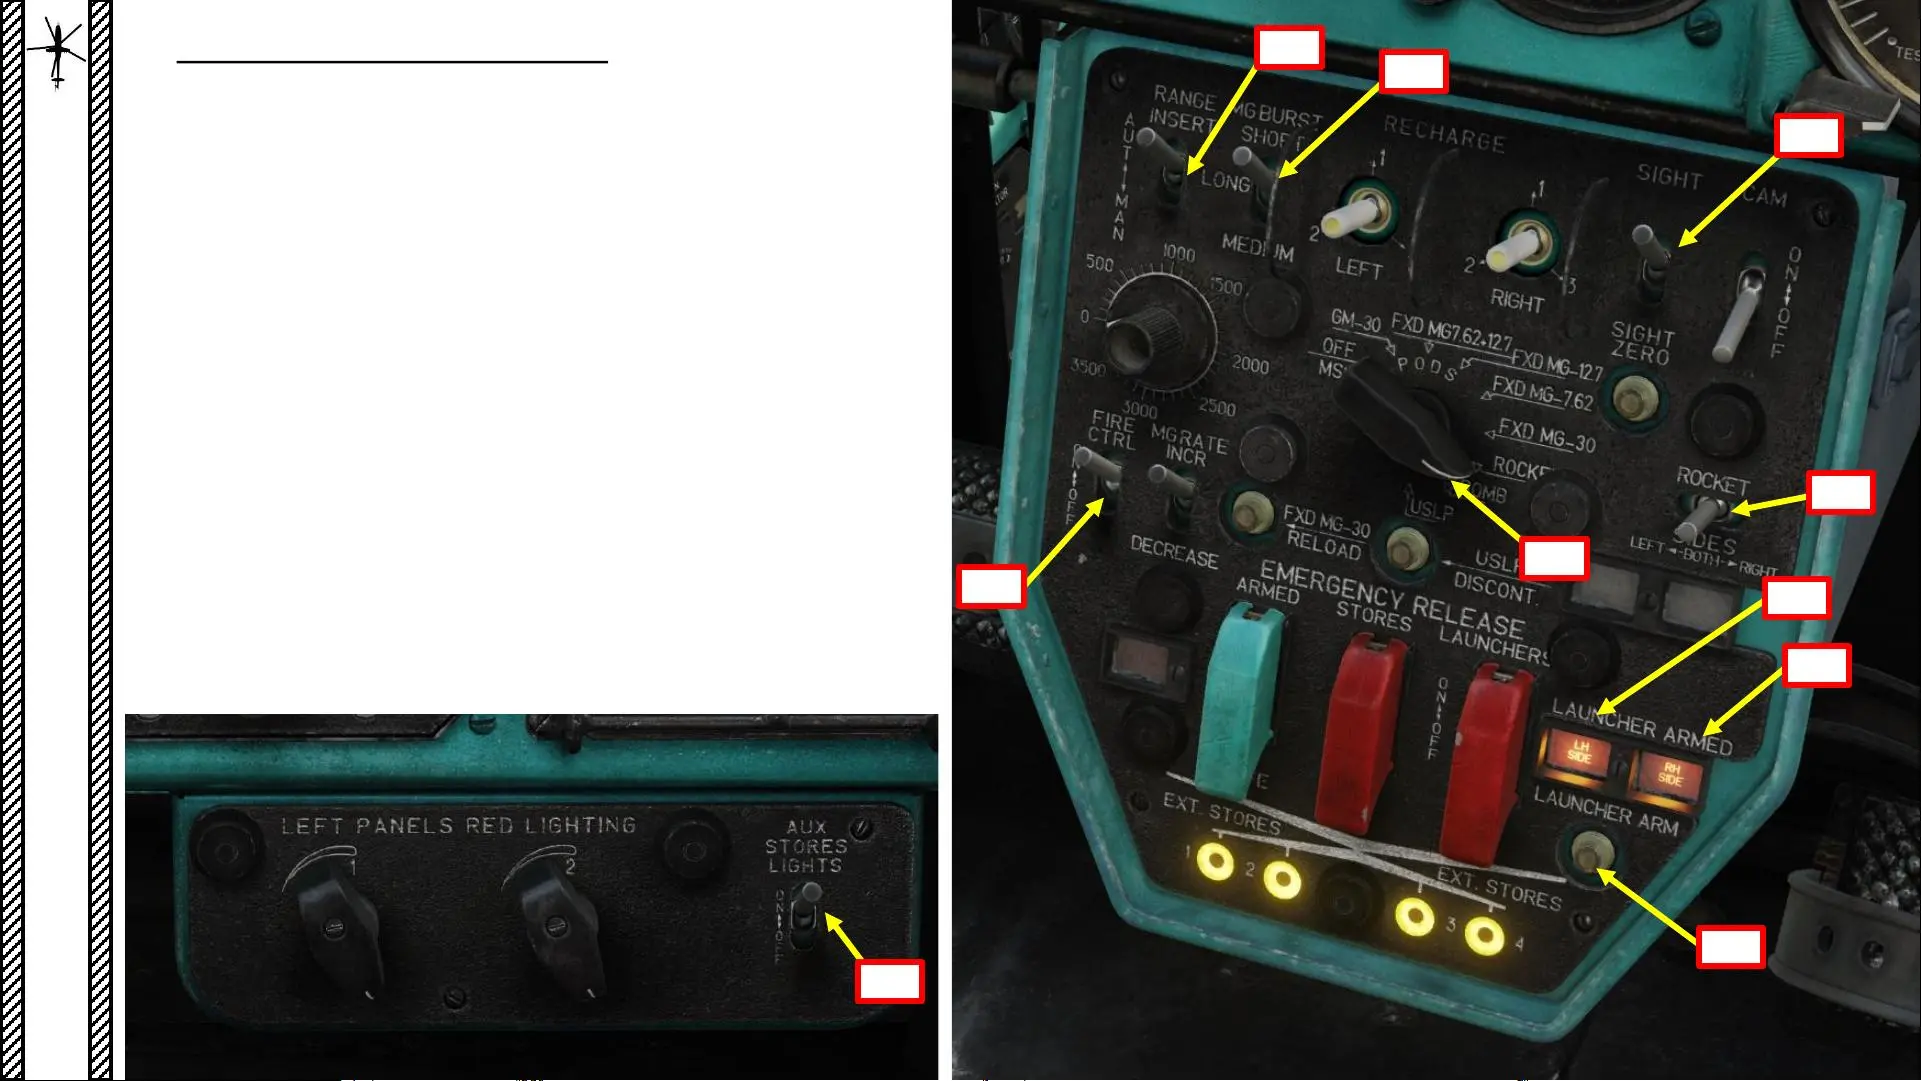 LEFT PANELS RED LIGHTING
1
2
AUX
STORES
LIGHTS
ON
OFF
RANGE
INSERT
AUT
MAN
MG BURST
LONG
MEDIUM
RECHARGE
1
2
LEFT
1
2
3
RIGHT
SIGHT
CAM
ON
OFF
SIGHT
ZERO
0
500
1000
1500
2000
2500
3000
3500
GM-30
FXD MG7.62+12.7
OFF
PODS
FXD MG-12.7
FXD MG-7.62
FXD MG-30
USLP
FIRE
CTRL
ON
OFF
MG RATE
INCR
DECREASE
FXD MG-30
RELOAD
DISCONT.
ROCKET
LEFT BOTH RIGHT
EMERGENCY RELEASE
ARMED
STORES
LAUNCHERS
ON
OFF
LAUNCHER ARMED
LH
SIDE
RH
SIDE
LAUNCHER ARM
EXT. STORES
1
2
EXT. STORES
3
4